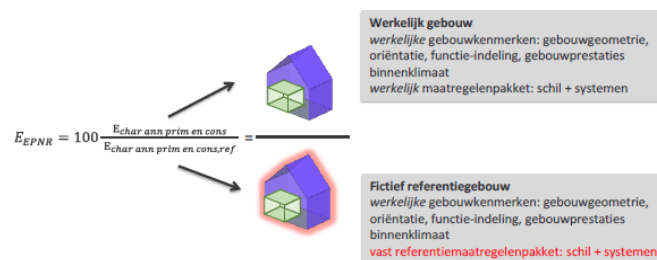 Werkelijk gebouw
werkelijke gebouwkenmerken: gebouwgeometrie,
oriëntatie, functie-indeling, gebouwprestaties
binnenklimaat
werkelijk maatregelenpakket: schil + systemen
E_EPNR = 100 E_char ann prim en cons / E_char ann prim en cons,ref =
Fictief referentiegebouw
werkelijke gebouwkenmerken: gebouwgeometrie,
oriëntatie, functie-indeling, gebouwprestaties
binnenklimaat
vast referentiemaatregelenpakket: schil + systemen